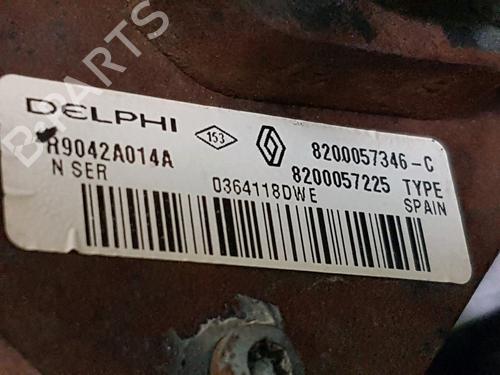 B-PARTS
DELPHI 153 8200057346-C
R9042A014A 8200057225 TYPE
N SER 0364118DWE SPAIN